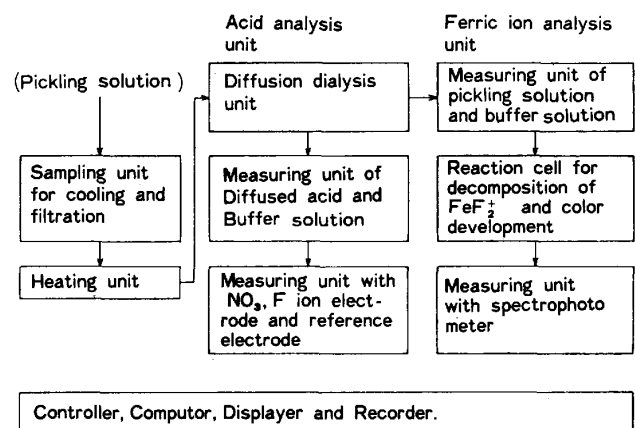 Acid analysis
unit
Ferric ion analysis
unit
(Pickling solution)
Sampling unit
for cooling and
filtration
Heating unit
Diffusion dialysis
unit
Measuring unit of
Diffused acid and
Buffer solution
Measuring unit with
NO₃, F ion elect-
rode and reference
electrode
Measuring unit of
pickling solution
and buffer solution
Reaction cell for
decomposition of
FeF₂⁺ and color
development
Measuring unit
with spectrophoto
meter
Controller, Computor, Displayer and Recorder.